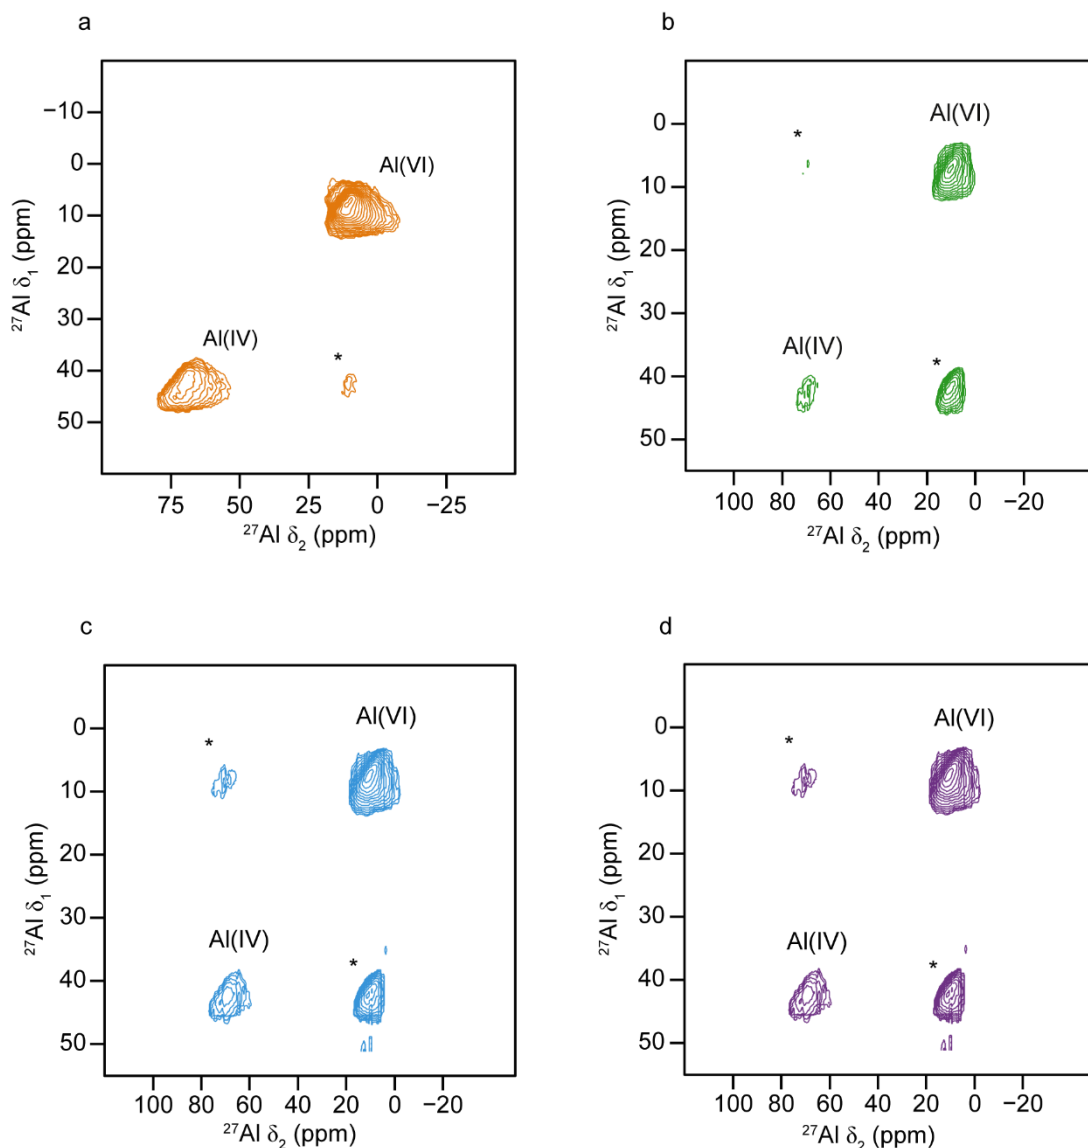 a
−10
0
10
20
30
40
50
²⁷Al δ₁ (ppm)
Al(VI)
Al(IV)
*
75 50 25 0 −25
²⁷Al δ₂ (ppm)
b
0
10
20
30
40
50
²⁷Al δ₁ (ppm)
*
Al(VI)
Al(IV)
*
100 80 60 40 20 0 −20
²⁷Al δ₂ (ppm)
c
0
10
20
30
40
50
²⁷Al δ₁ (ppm)
*
Al(VI)
Al(IV)
*
100 80 60 40 20 0 −20
²⁷Al δ₂ (ppm)
d
0
10
20
30
40
50
²⁷Al δ₁ (ppm)
*
Al(VI)
Al(IV)
*
100 80 60 40 20 0 −20
²⁷Al δ₂ (ppm)